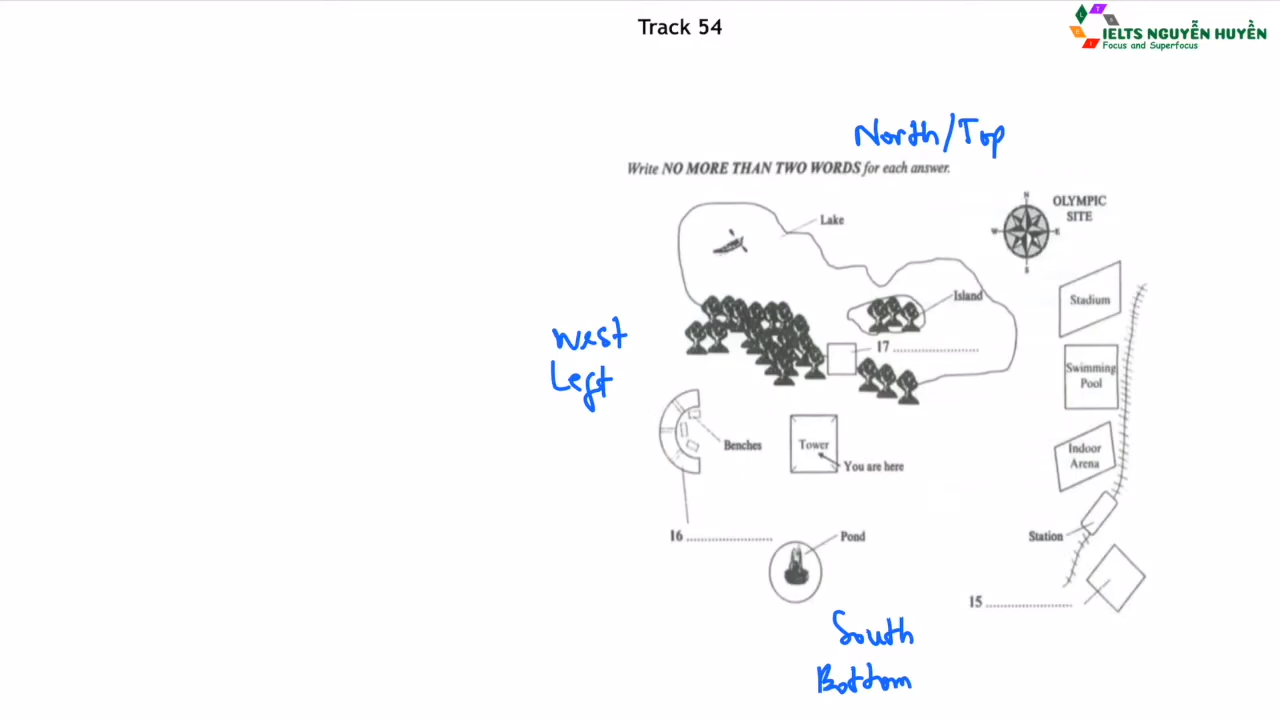 Track 54
IELTS NGUYỄN HUYỀN
Focus and Superfocus
North/Top
Write NO MORE THAN TWO WORDS for each answer.
N
OLYMPIC
SITE
Lake
W
E
S
Island
Stadium
West
Left
17 ........................
Swimming
Pool
Benches
Tower
Indoor
Arena
You are here
16 ........................
Pond
Station
15 ........................
South
Bottom